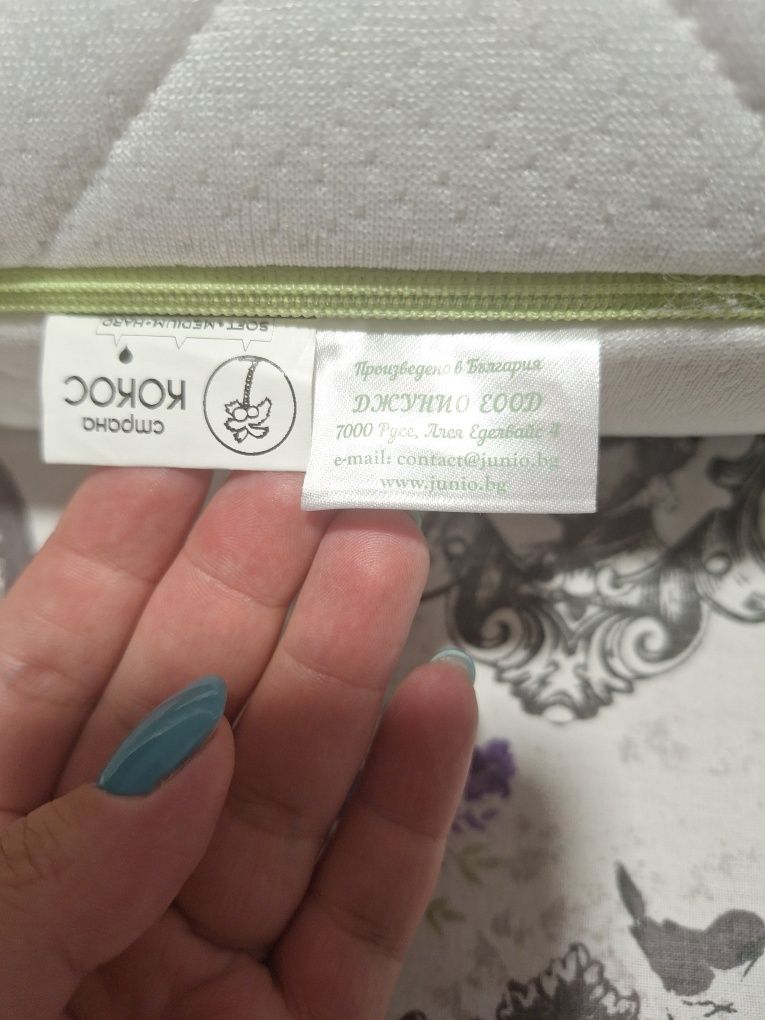 страна
КОКОС
SOFT • MEDIUM • HARD
Произведено в България
ДЖУНИО ЕООД
7000 Русе, Алея Еделвайс 4
e-mail: contact@junio.bg
www.junio.bg